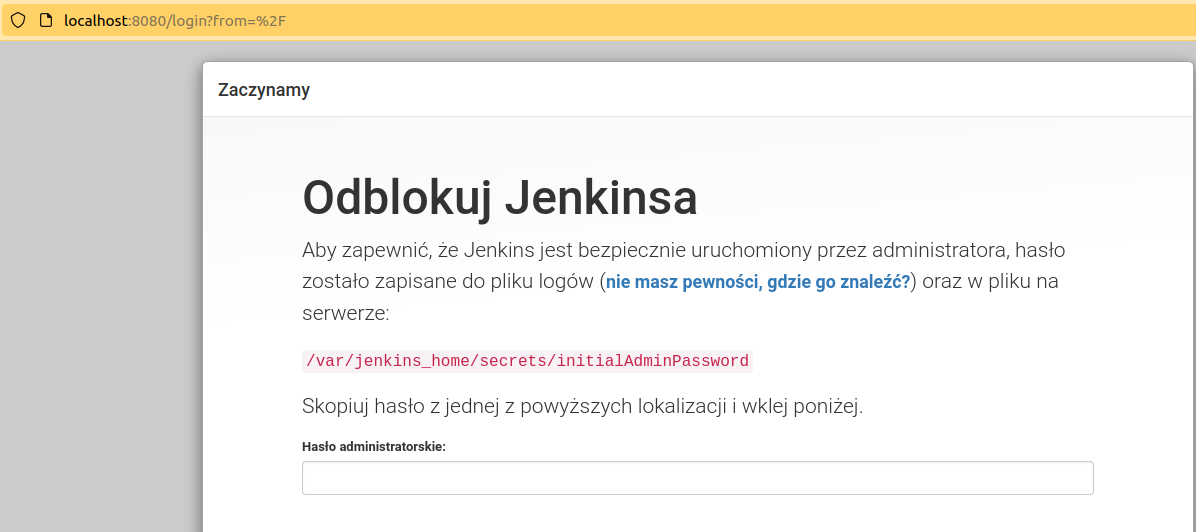 localhost:8080/login?from=%2F
Zaczynamy
Odblokuj Jenkinsa
Aby zapewnić, że Jenkins jest bezpiecznie uruchomiony przez administratora, hasło
zostało zapisane do pliku logów (nie masz pewności, gdzie go znaleźć?) oraz w pliku na
serwerze:
/var/jenkins_home/secrets/initialAdminPassword
Skopiuj hasło z jednej z powyższych lokalizacji i wklej poniżej.
Hasło administratorskie: